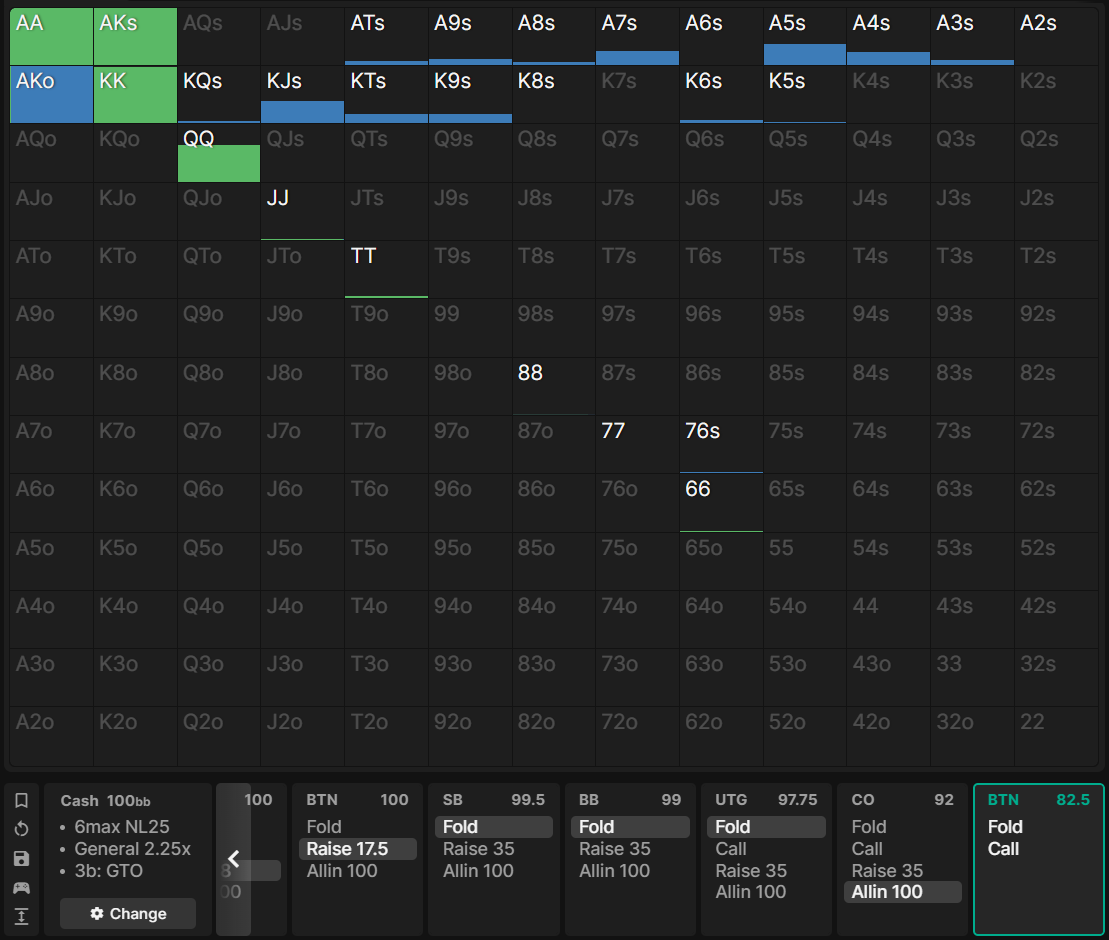 AA AKs AQs AJs ATs A9s A8s A7s A6s A5s A4s A3s A2s
AKo KK KQs KJs KTs K9s K8s K7s K6s K5s K4s K3s K2s
AQo KQo QQ QJs QTs Q9s Q8s Q7s Q6s Q5s Q4s Q3s Q2s
AJo KJo QJo JJ JTs J9s J8s J7s J6s J5s J4s J3s J2s
ATo KTo QTo JTo TT T9s T8s T7s T6s T5s T4s T3s T2s
A9o K9o Q9o J9o T9o 99 98s 97s 96s 95s 94s 93s 92s
A8o K8o Q8o J8o T8o 98o 88 87s 86s 85s 84s 83s 82s
A7o K7o Q7o J7o T7o 97o 87o 77 76s 75s 74s 73s 72s
A6o K6o Q6o J6o T6o 96o 86o 76o 66 65s 64s 63s 62s
A5o K5o Q5o J5o T5o 95o 85o 75o 65o 55 54s 53s 52s
A4o K4o Q4o J4o T4o 94o 84o 74o 64o 54o 44 43s 42s
A3o K3o Q3o J3o T3o 93o 83o 73o 63o 53o 43o 33 32s
A2o K2o Q2o J2o T2o 92o 82o 72o 62o 52o 42o 32o 22
Cash 100bb
• 6max NL25
• General 2.25x
• 3b: GTO
Change
100
8
00
BTN 100
Fold
Raise 17.5
Allin 100
SB 99.5
Fold
Raise 35
Allin 100
BB 99
Fold
Raise 35
Allin 100
UTG 97.75
Fold
Call
Raise 35
Allin 100
CO 92
Fold
Call
Raise 35
Allin 100
BTN 82.5
Fold
Call